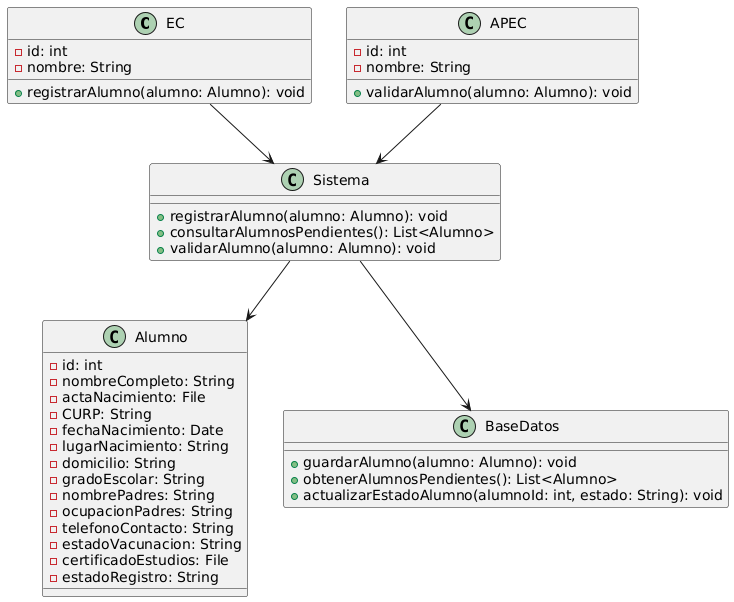 C EC
id: int
nombre: String
registrarAlumno(alumno: Alumno): void
C APEC
id: int
nombre: String
validarAlumno(alumno: Alumno): void
C Sistema
registrarAlumno(alumno: Alumno): void
consultarAlumnosPendientes(): List<Alumno>
validarAlumno(alumno: Alumno): void
C Alumno
id: int
nombreCompleto: String
actaNacimiento: File
CURP: String
fechaNacimiento: Date
lugarNacimiento: String
domicilio: String
gradoEscolar: String
nombrePadres: String
ocupacionPadres: String
telefonoContacto: String
estadoVacunacion: String
certificadoEstudios: File
estadoRegistro: String
C BaseDatos
guardarAlumno(alumno: Alumno): void
obtenerAlumnosPendientes(): List<Alumno>
actualizarEstadoAlumno(alumnoId: int, estado: String): void